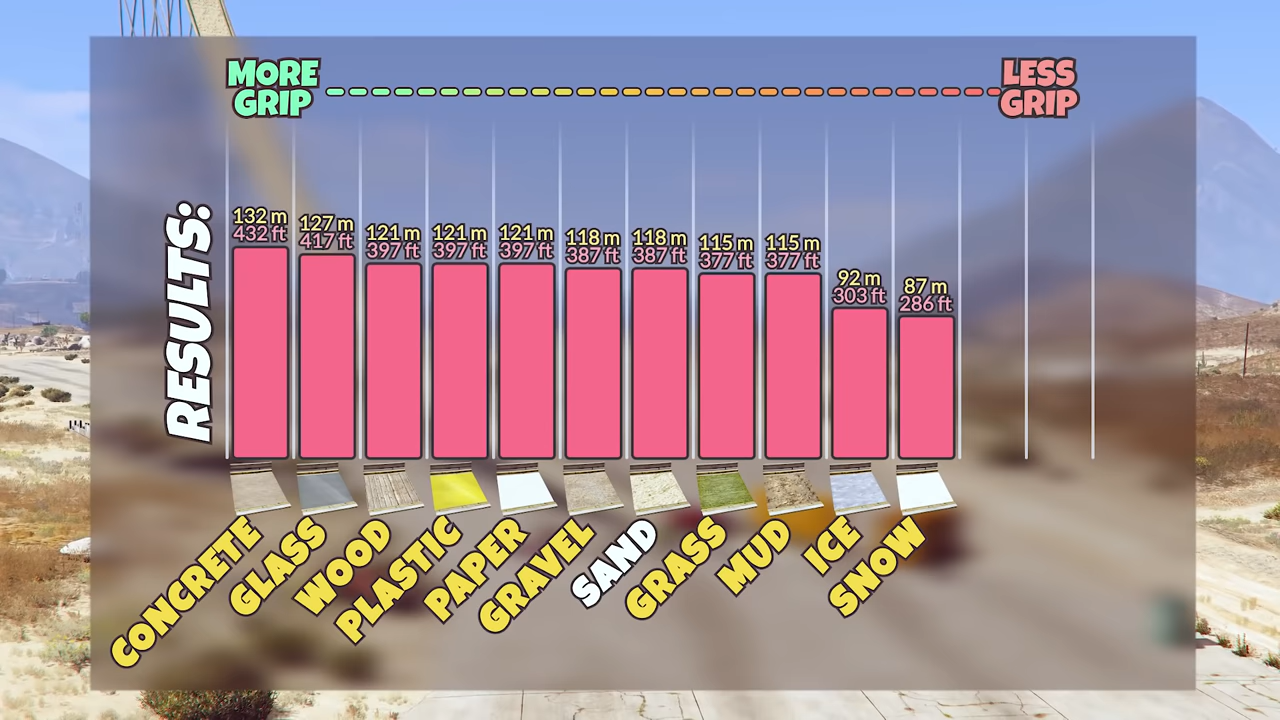 MORE
GRIP
LESS
GRIP
RESULTS:
132 m
432 ft
127 m
417 ft
121 m
397 ft
121 m
397 ft
121 m
397 ft
118 m
387 ft
118 m
387 ft
115 m
377 ft
115 m
377 ft
92 m
303 ft
87 m
286 ft
CONCRETE
GLASS
WOOD
PLASTIC
PAPER
GRAVEL
SAND
GRASS
MUD
ICE
SNOW